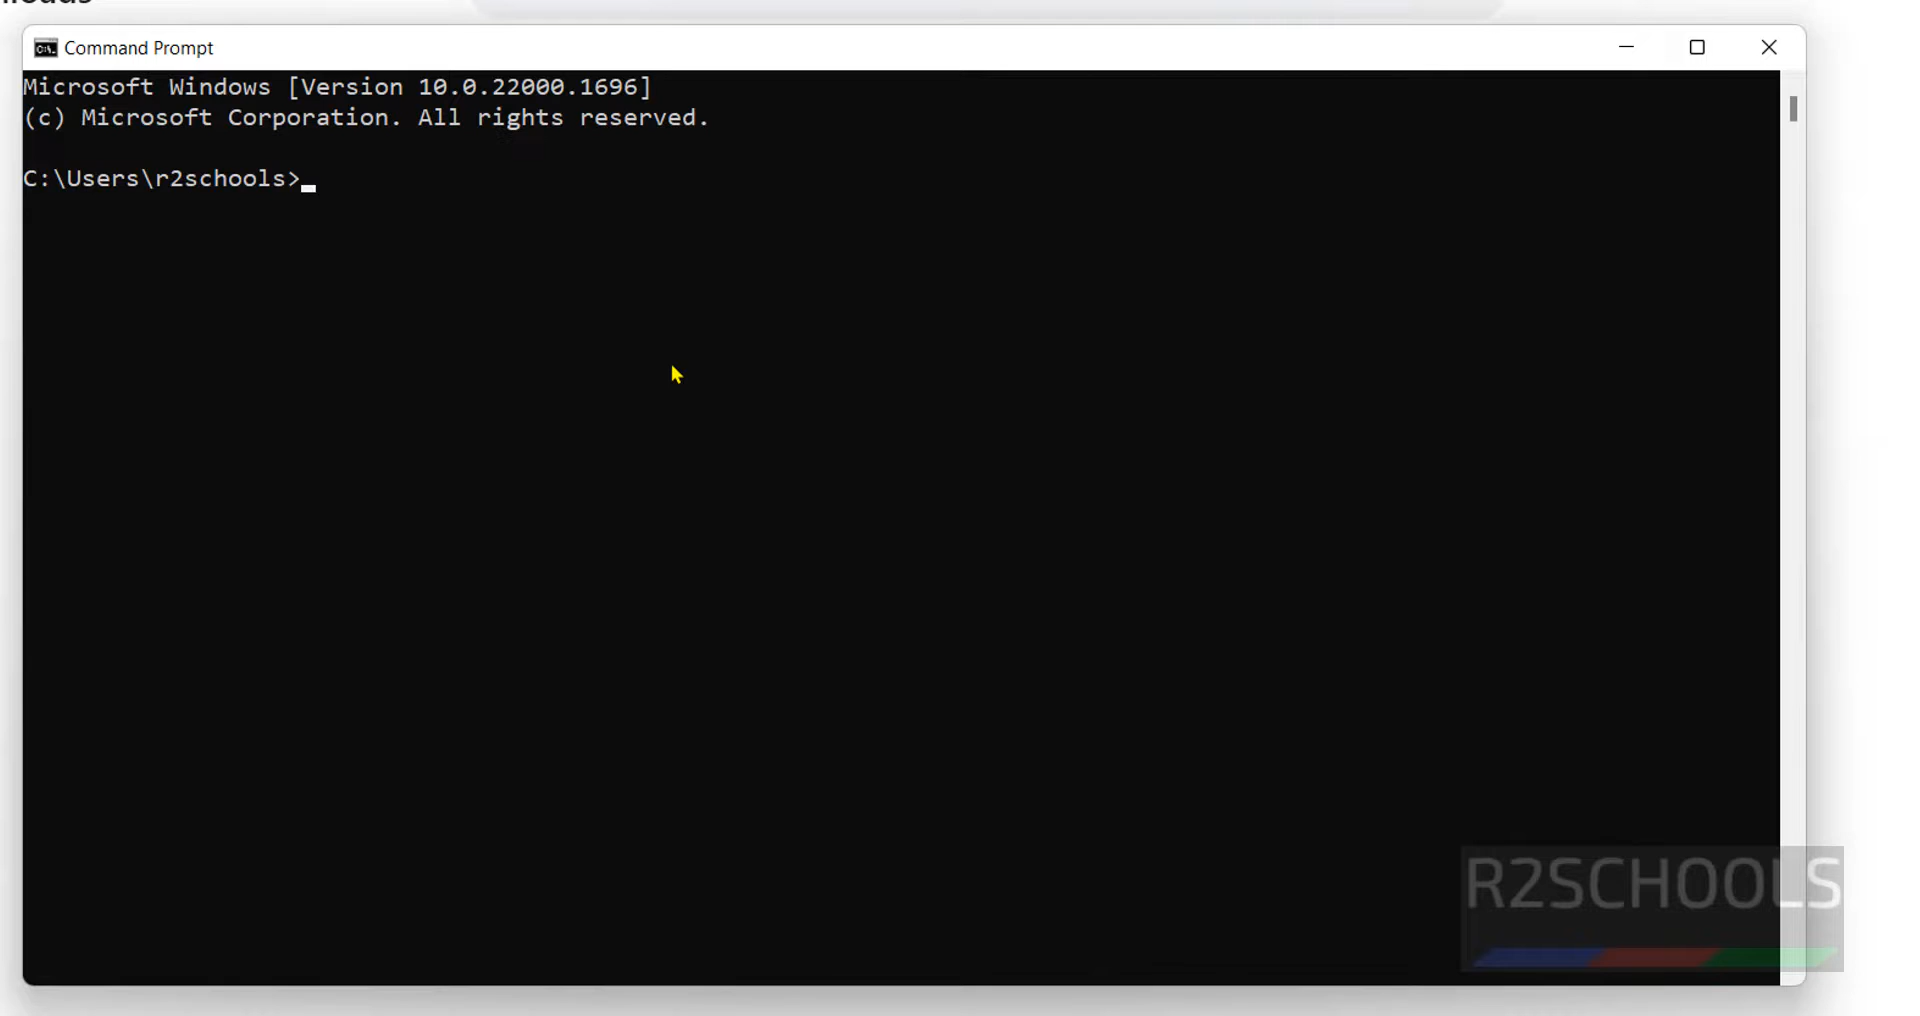 Command Prompt
Microsoft Windows [Version 10.0.22000.1696]
(c) Microsoft Corporation. All rights reserved.
C:\Users\r2schools>
R2SCHOOLS